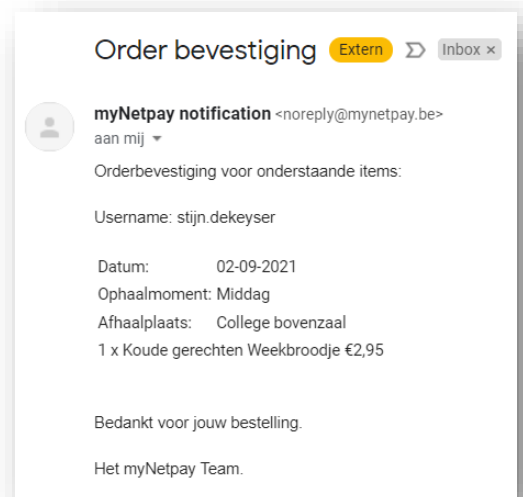 Order bevestiging Extern Inbox ×
myNetpay notification <noreply@mynetpay.be>
aan mij
Orderbevestiging voor onderstaande items:
Username: stijn.dekeyser
Datum: 02-09-2021
Ophaalmoment: Middag
Afhaalplaats: College bovenzaal
1 x Koude gerechten Weekbroodje €2,95
Bedankt voor jouw bestelling.
Het myNetpay Team.